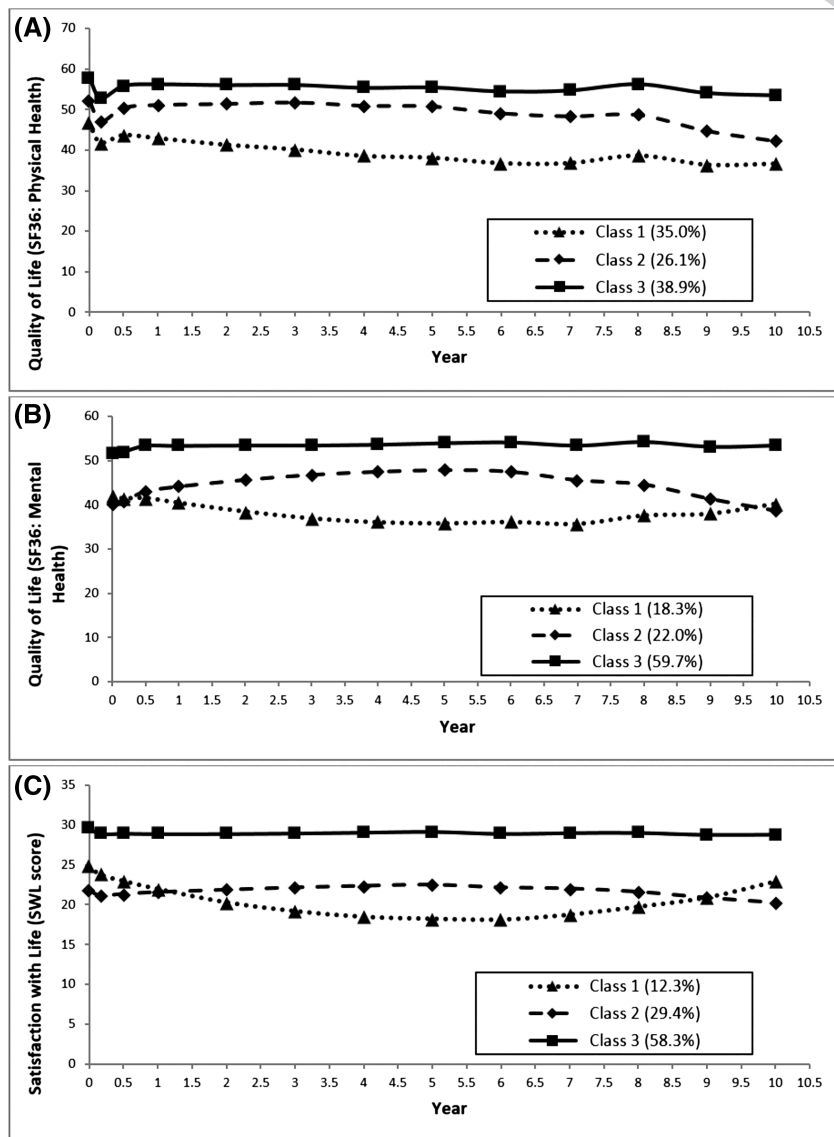 (A)
Quality of Life (SF36: Physical Health)
70
60
50
40
30
20
10
0
Class 1 (35.0%)
Class 2 (26.1%)
Class 3 (38.9%)
0 0.5 1 1.5 2 2.5 3 3.5 4 4.5 5 5.5 6 6.5 7 7.5 8 8.5 9 9.5 10 10.5
Year
(B)
Quality of Life (SF36: Mental
Health)
60
50
40
30
20
10
0
Class 1 (18.3%)
Class 2 (22.0%)
Class 3 (59.7%)
0 0.5 1 1.5 2 2.5 3 3.5 4 4.5 5 5.5 6 6.5 7 7.5 8 8.5 9 9.5 10 10.5
Year
(C)
Satisfaction with Life (SWL score)
35
30
25
20
15
10
5
0
Class 1 (12.3%)
Class 2 (29.4%)
Class 3 (58.3%)
0 0.5 1 1.5 2 2.5 3 3.5 4 4.5 5 5.5 6 6.5 7 7.5 8 8.5 9 9.5 10 10.5
Year